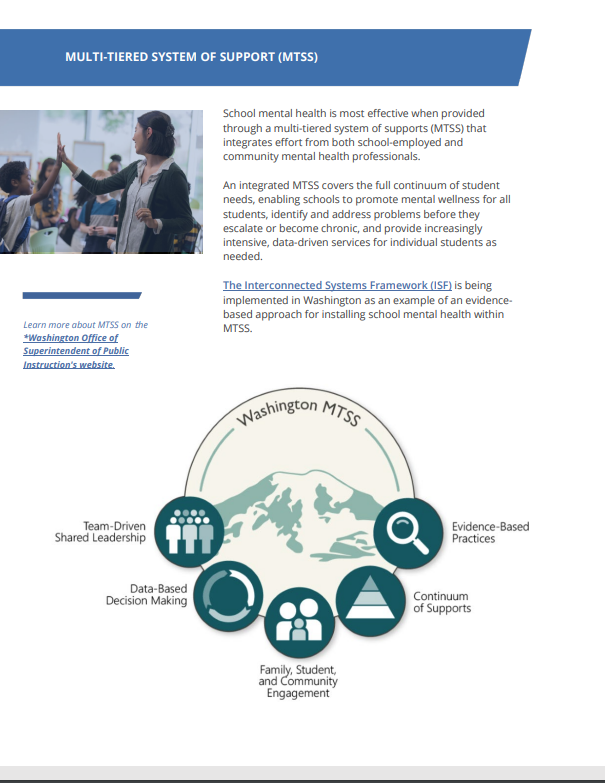 MULTI-TIERED SYSTEM OF SUPPORT (MTSS)
School mental health is most effective when provided
through a multi-tiered system of supports (MTSS) that
integrates effort from both school-employed and
community mental health professionals.
An integrated MTSS covers the full continuum of student
needs, enabling schools to promote mental wellness for all
students, identify and address problems before they
escalate or become chronic, and provide increasingly
intensive, data-driven services for individual students as
needed.
The Interconnected Systems Framework (ISF) is being
implemented in Washington as an example of an evidence-
based approach for installing school mental health within
MTSS.
Learn more about MTSS on the
*Washington Office of
Superintendent of Public
Instruction's website.
Washington MTSS
Team-Driven
Shared Leadership
Data-Based
Decision Making
Family, Student,
and Community
Engagement
Continuum
of Supports
Evidence-Based
Practices